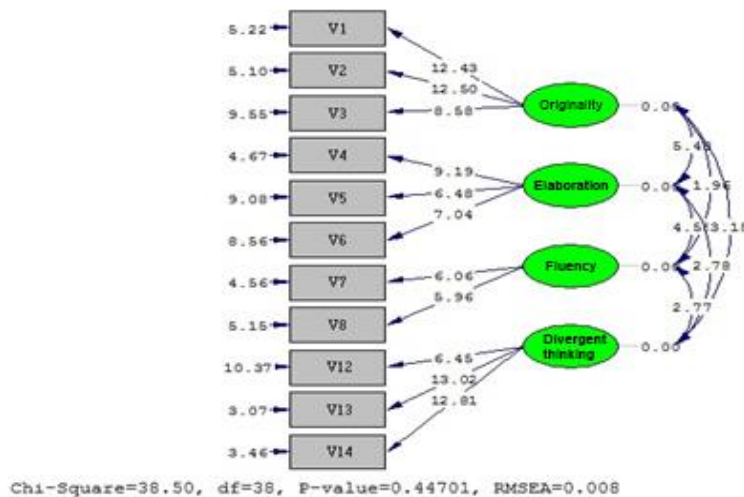 5.22 V1
12.43
5.10 V2
12.50
Originality 0.00
9.55 V3
8.58
5.48
4.67 V4
9.19
1.96
Elaboration 0.00
9.08 V5
6.48
8.56 V6
7.04
3.18
2.78
Fluency 0.00
4.56 V7
6.06
5.15 V8
5.96
2.77
Divergent
thinking
0.00
10.37 V12
6.45
3.07 V13
13.02
12.81
3.46 V14
Chi-Square=38.50, df=38, P-value=0.44701, RMSEA=0.008